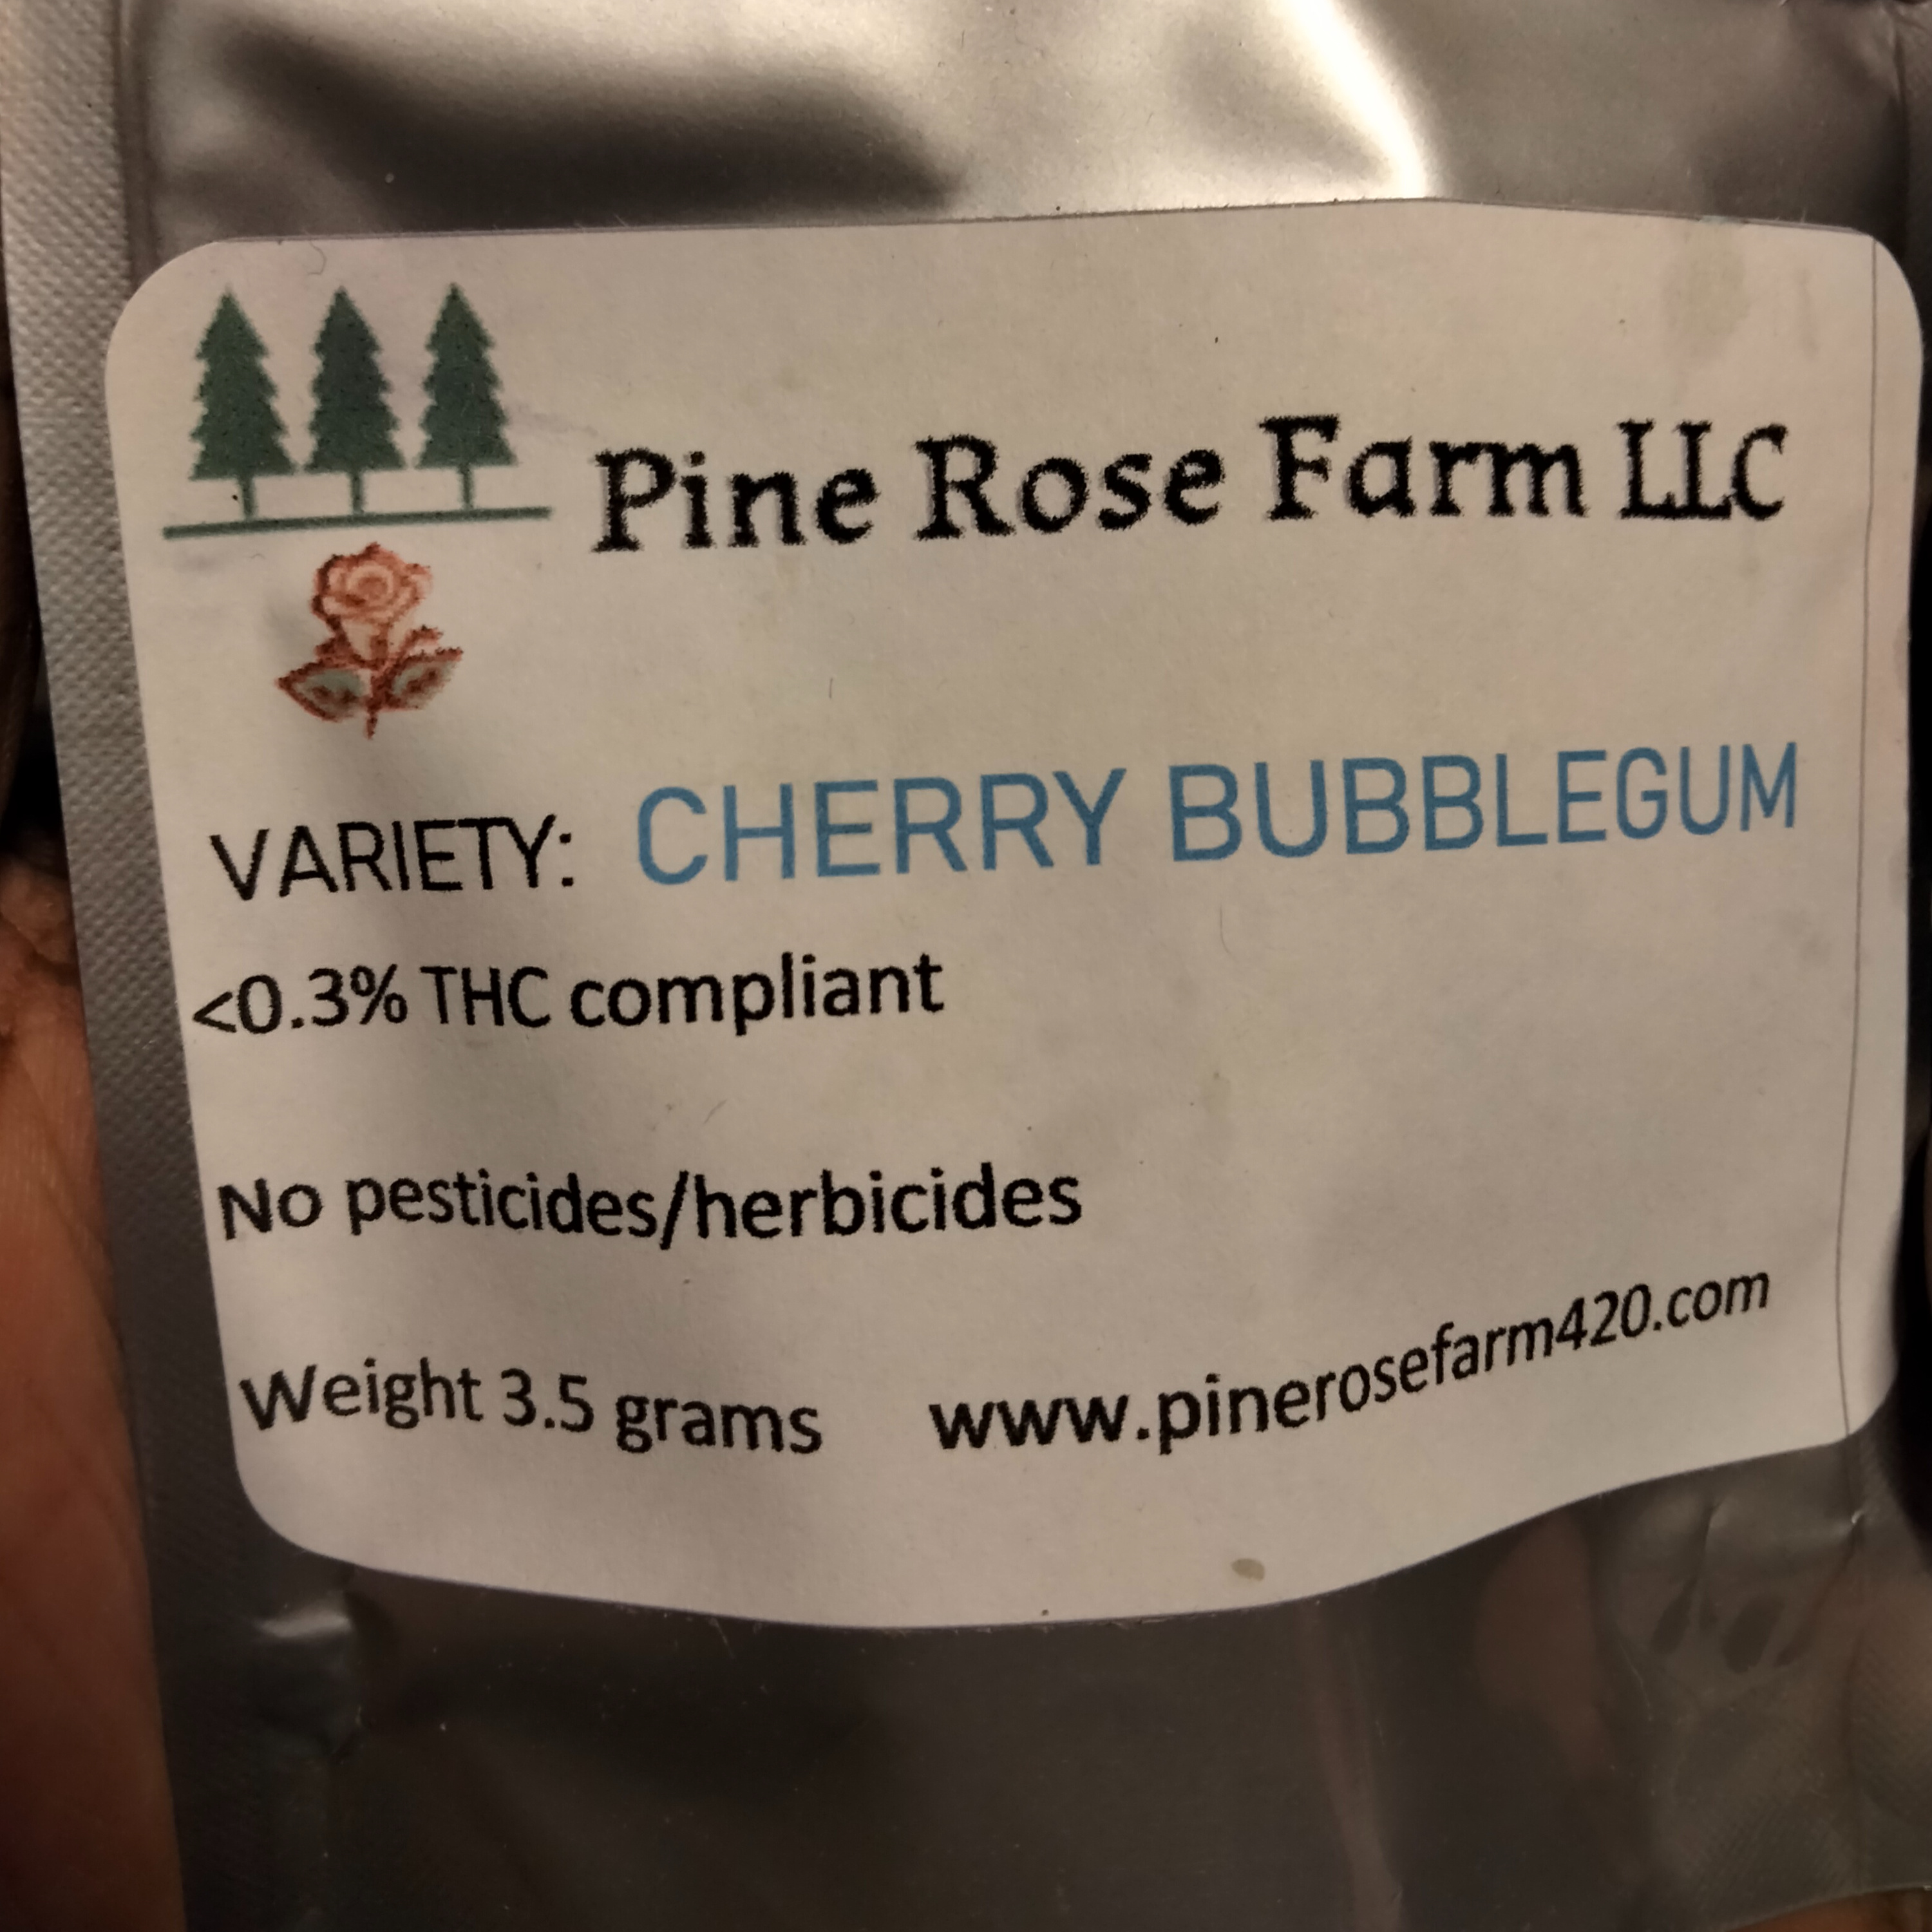 Pine Rose Farm LLC
VARIETY: CHERRY BUBBLEGUM
<0.3% THC compliant
No pesticides/herbicides
Weight 3.5 grams www.pinerosefarm420.com